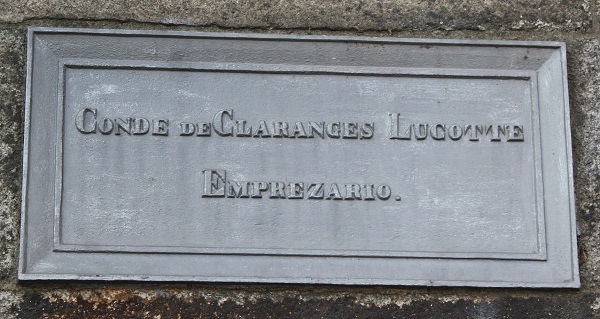 Conde de Claranges Lucotte
Emprezario.